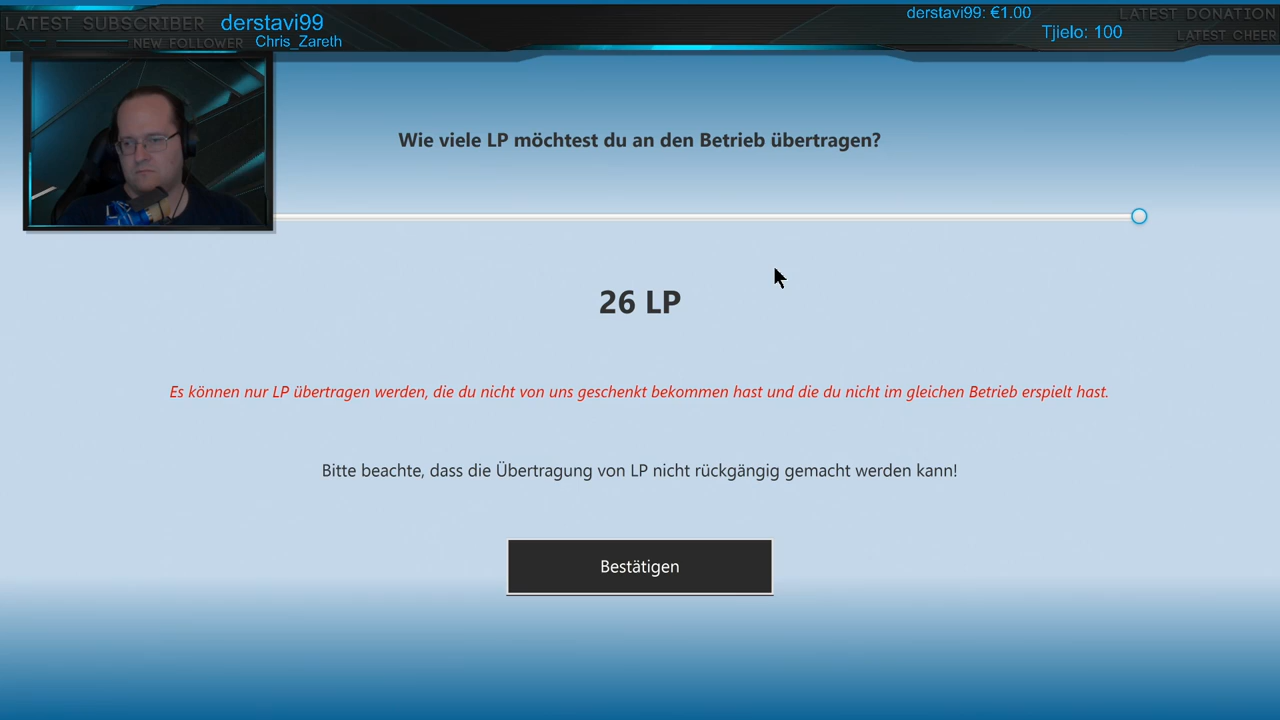 LATEST SUBSCRIBER derstavi99
NEW FOLLOWER Chris_Zareth
derstavi99: €1.00 LATEST DONATION
Tjielo: 100 LATEST CHEER
Wie viele LP möchtest du an den Betrieb übertragen?
26 LP
Es können nur LP übertragen werden, die du nicht von uns geschenkt bekommen hast und die du nicht im gleichen Betrieb erspielt hast.
Bitte beachte, dass die Übertragung von LP nicht rückgängig gemacht werden kann!
Bestätigen